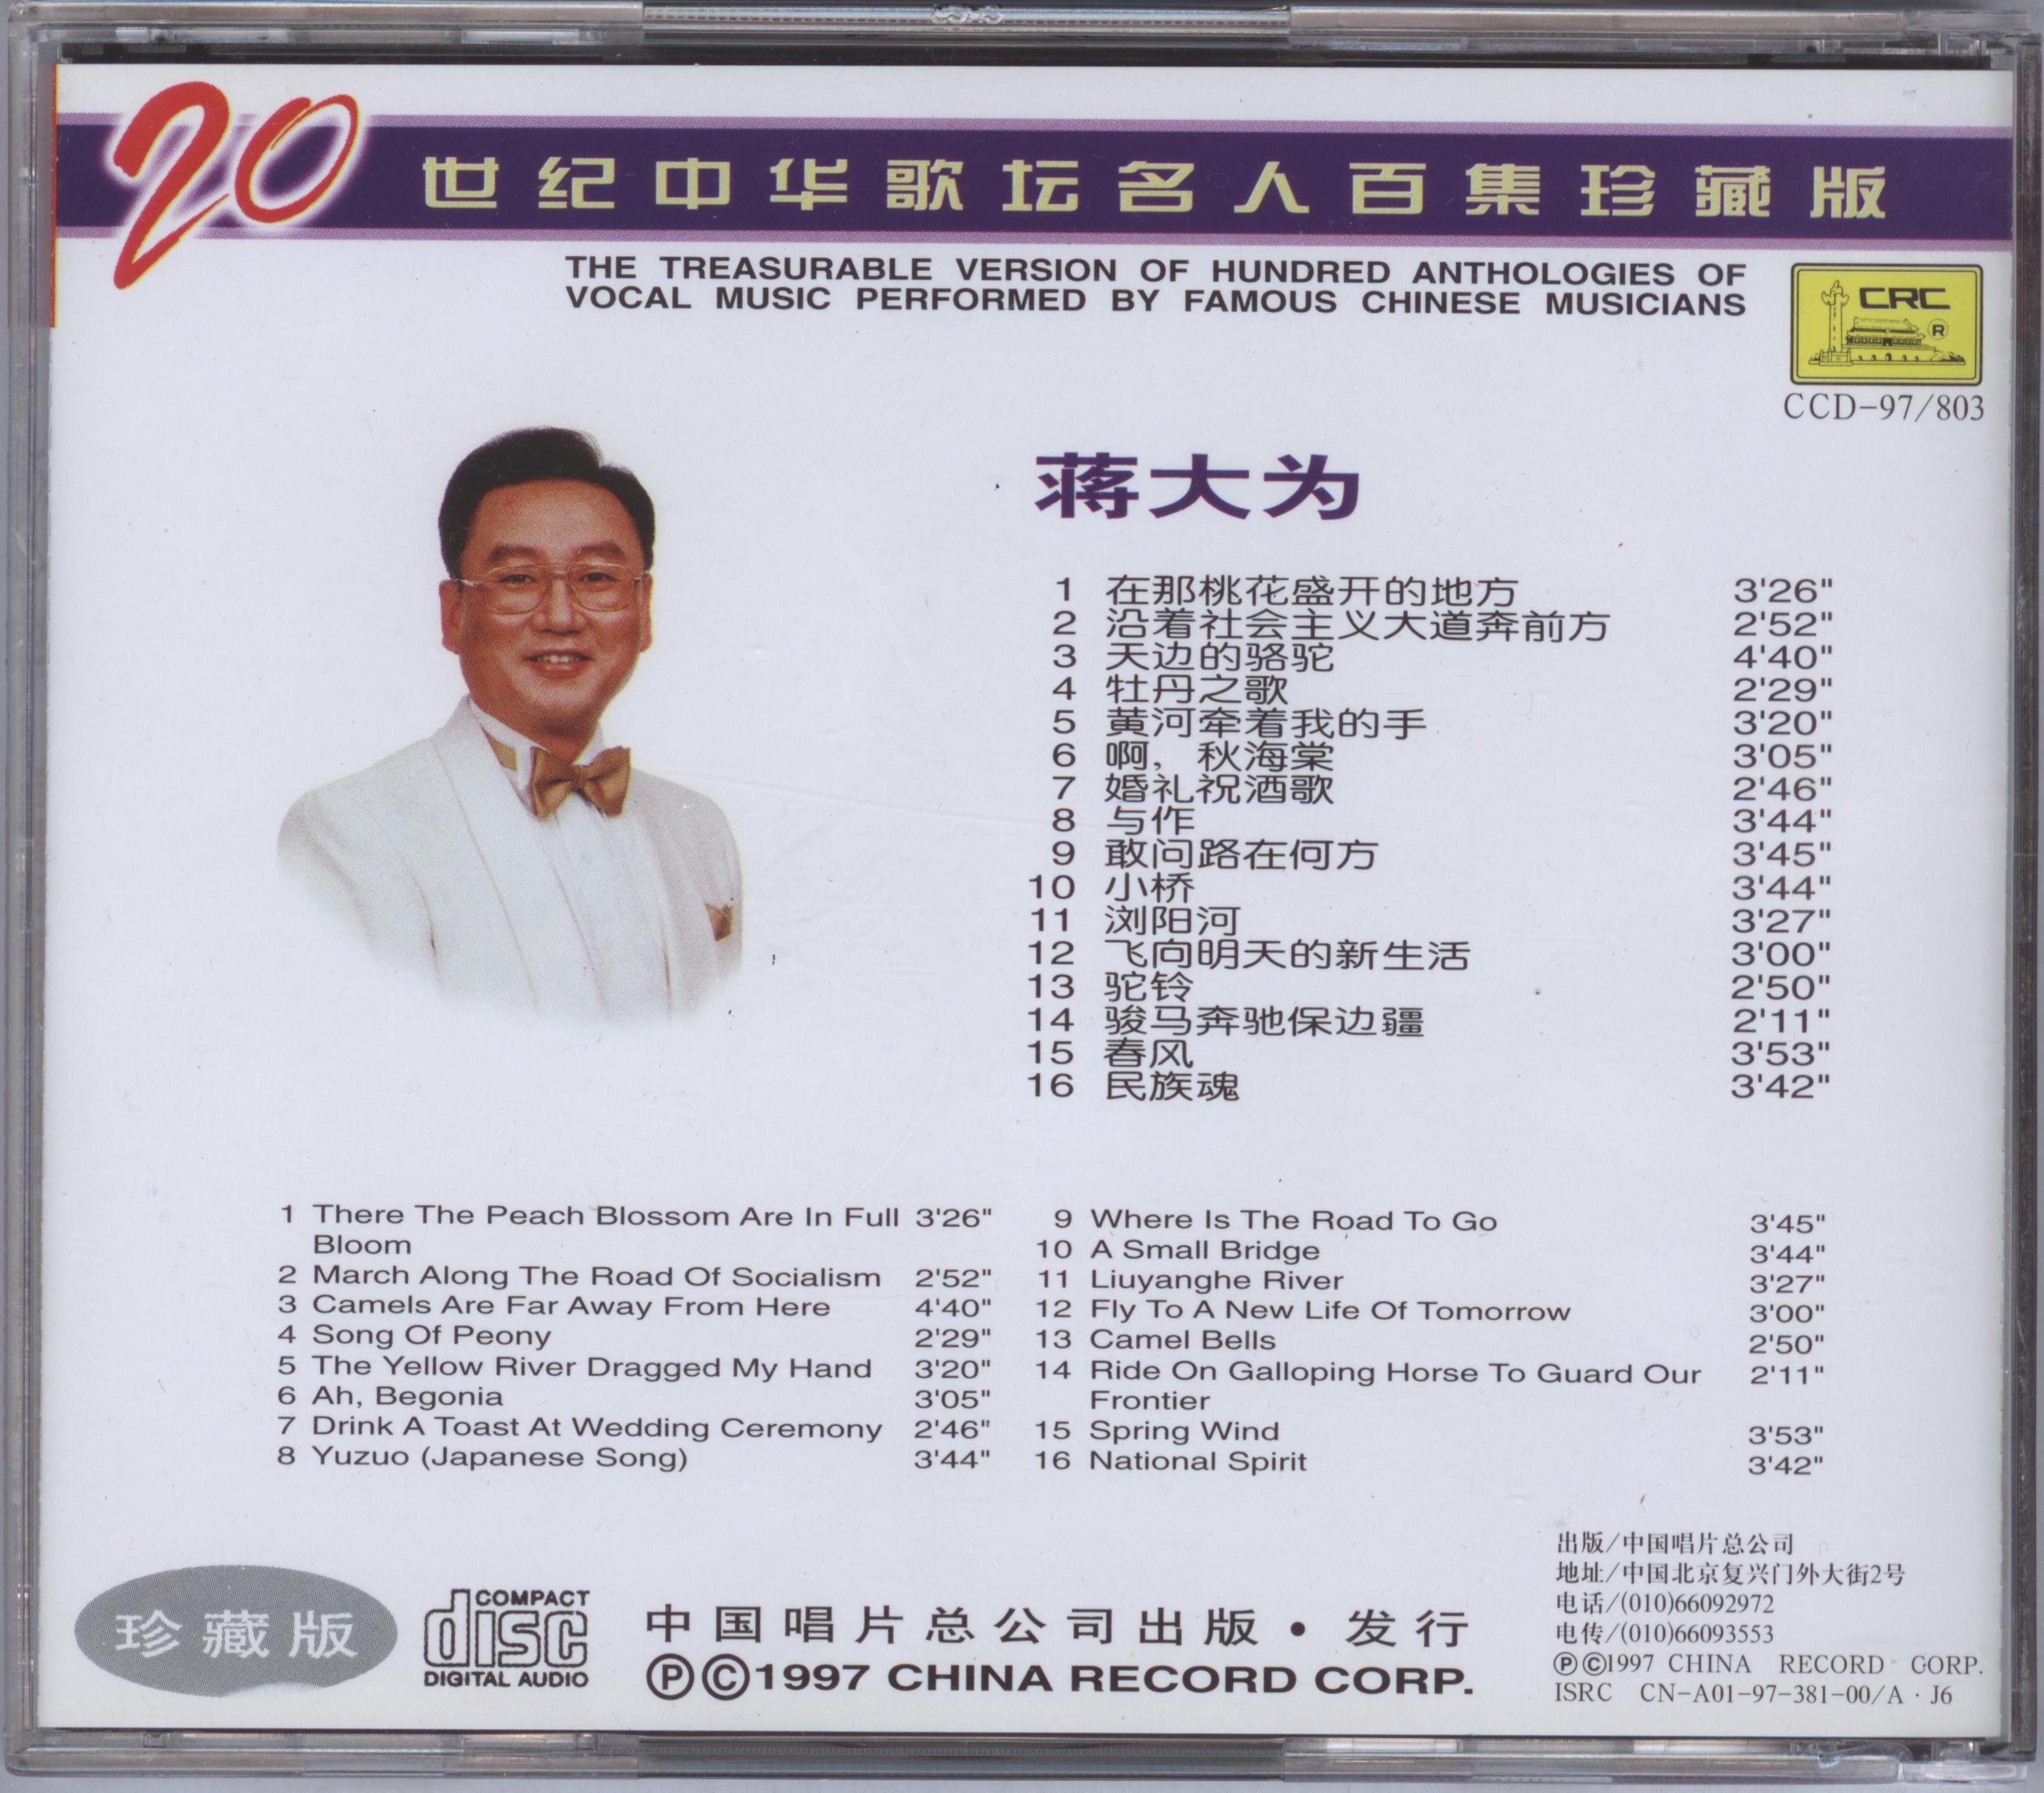 20世纪中华歌坛名人百集珍藏版
THE TREASURABLE VERSION OF HUNDRED ANTHOLOGIES OF
VOCAL MUSIC PERFORMED BY FAMOUS CHINESE MUSICIANS
CRC
®
CCD-97/803
蒋大为
1 在那桃花盛开的地方 3'26"
2 沿着社会主义大道奔前方 2'52"
3 天边的骆驼 4'40"
4 牡丹之歌 2'29"
5 黄河牵着我的手 3'20"
6 啊，秋海棠 3'05"
7 婚礼祝酒歌 2'46"
8 与作 3'44"
9 敢问路在何方 3'45"
10 小桥 3'44"
11 浏阳河 3'27"
12 飞向明天的新生活 3'00"
13 驼铃 2'50"
14 骏马奔驰保边疆 2'11"
15 春风 3'53"
16 民族魂 3'42"
1 There The Peach Blossom Are In Full 3'26"
Bloom
2 March Along The Road Of Socialism 2'52"
3 Camels Are Far Away From Here 4'40"
4 Song Of Peony 2'29"
5 The Yellow River Dragged My Hand 3'20"
6 Ah, Begonia 3'05"
7 Drink A Toast At Wedding Ceremony 2'46"
8 Yuzuo (Japanese Song) 3'44"
9 Where Is The Road To Go 3'45"
10 A Small Bridge 3'44"
11 Liuyanghe River 3'27"
12 Fly To A New Life Of Tomorrow 3'00"
13 Camel Bells 2'50"
14 Ride On Galloping Horse To Guard Our 2'11"
Frontier
15 Spring Wind 3'53"
16 National Spirit 3'42"
珍藏版
COMPACT
disc
DIGITAL AUDIO
中国唱片总公司出版·发行
Ⓟ©1997 CHINA RECORD CORP.
出版/中国唱片总公司
地址/中国北京复兴门外大街2号
电话/(010)66092972
电传/(010)66093553
Ⓟ©1997 CHINA RECORD CORP.
ISRC CN-A01-97-381-00/A·J6